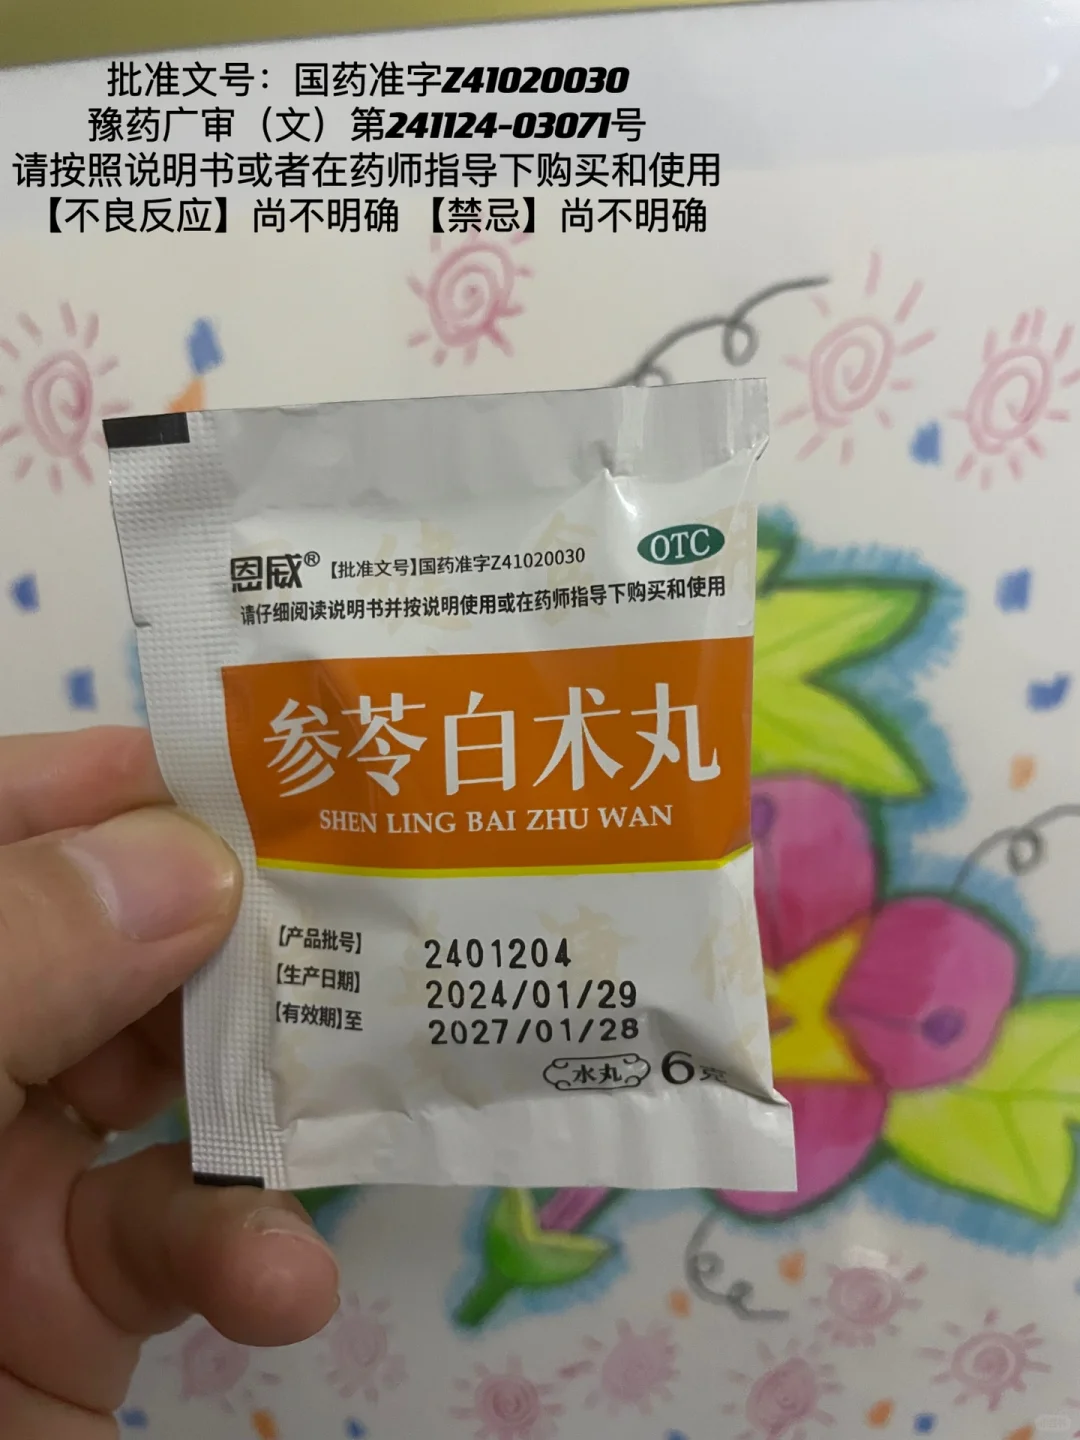 批准文号：国药准字Z41020030
豫药广审（文）第241124-03071号
请按照说明书或者在药师指导下购买和使用
【不良反应】尚不明确 【禁忌】尚不明确
恩威® 【批准文号】国药准字Z41020030 OTC
请仔细阅读说明书并按说明使用或在药师指导下购买和使用
参苓白术丸
SHEN LING BAI ZHU WAN
【产品批号】 2401204
【生产日期】 2024/01/29
【有效期】至 2027/01/28
水丸 6克